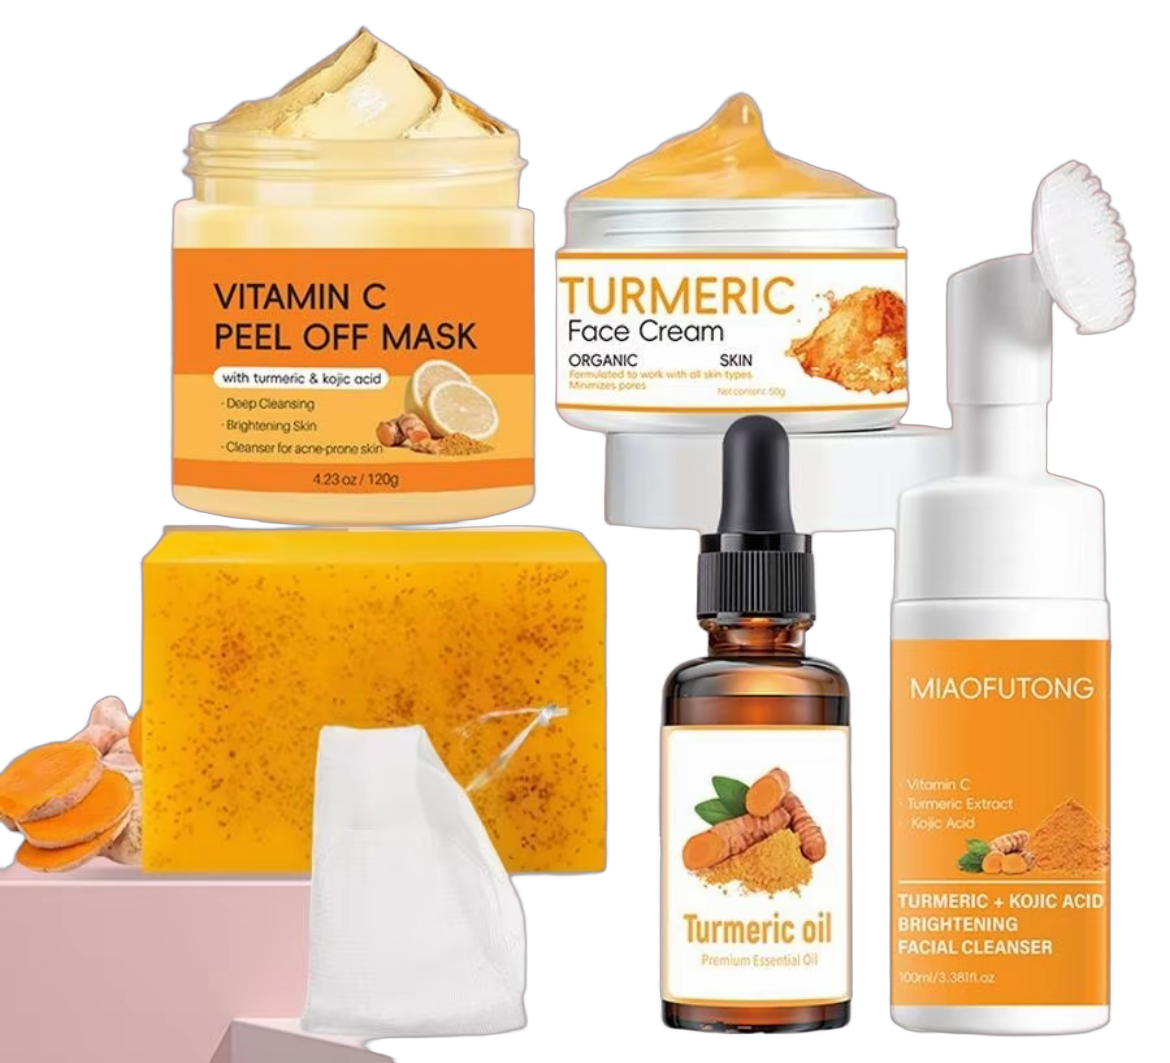 VITAMIN C
PEEL OFF MASK
with turmeric & kojic acid
· Deep Cleansing
· Brightening Skin
· Cleanser for acne-prone skin
4.23 oz / 120g
TURMERIC
Face Cream
ORGANIC SKIN
Formulated to work with all skin types
Minimizes pores
Net content: 50g
Turmeric oil
Premium Essential Oil
MIAOFUTONG
· Vitamin C
· Turmeric Extract
· Kojic Acid
TURMERIC + KOJIC ACID
BRIGHTENING
FACIAL CLEANSER
100ml/3.381fl.oz